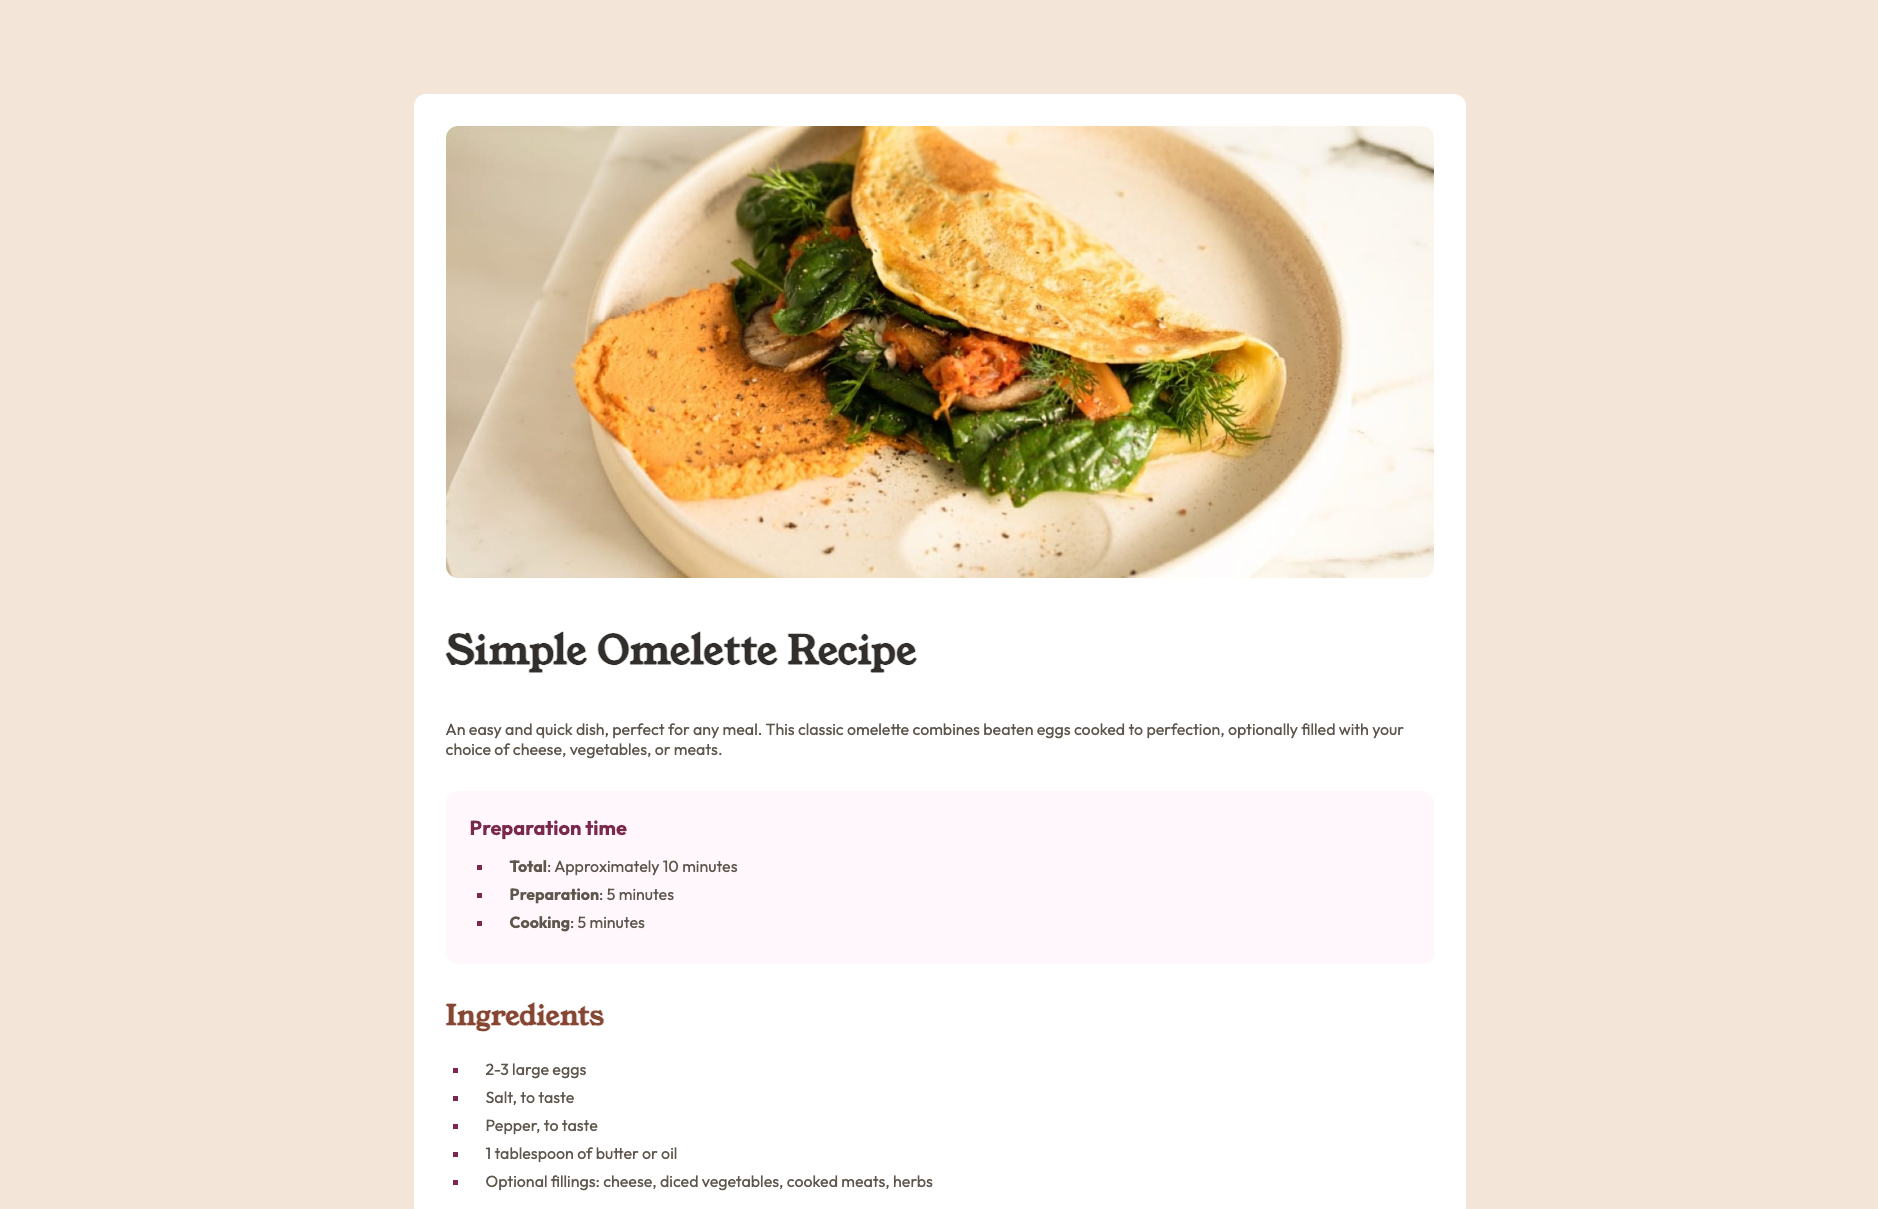 Simple Omelette Recipe
An easy and quick dish, perfect for any meal. This classic omelette combines beaten eggs cooked to perfection, optionally filled with your
choice of cheese, vegetables, or meats.
Preparation time
Total: Approximately 10 minutes
Preparation: 5 minutes
Cooking: 5 minutes
Ingredients
2-3 large eggs
Salt, to taste
Pepper, to taste
1 tablespoon of butter or oil
Optional fillings: cheese, diced vegetables, cooked meats, herbs